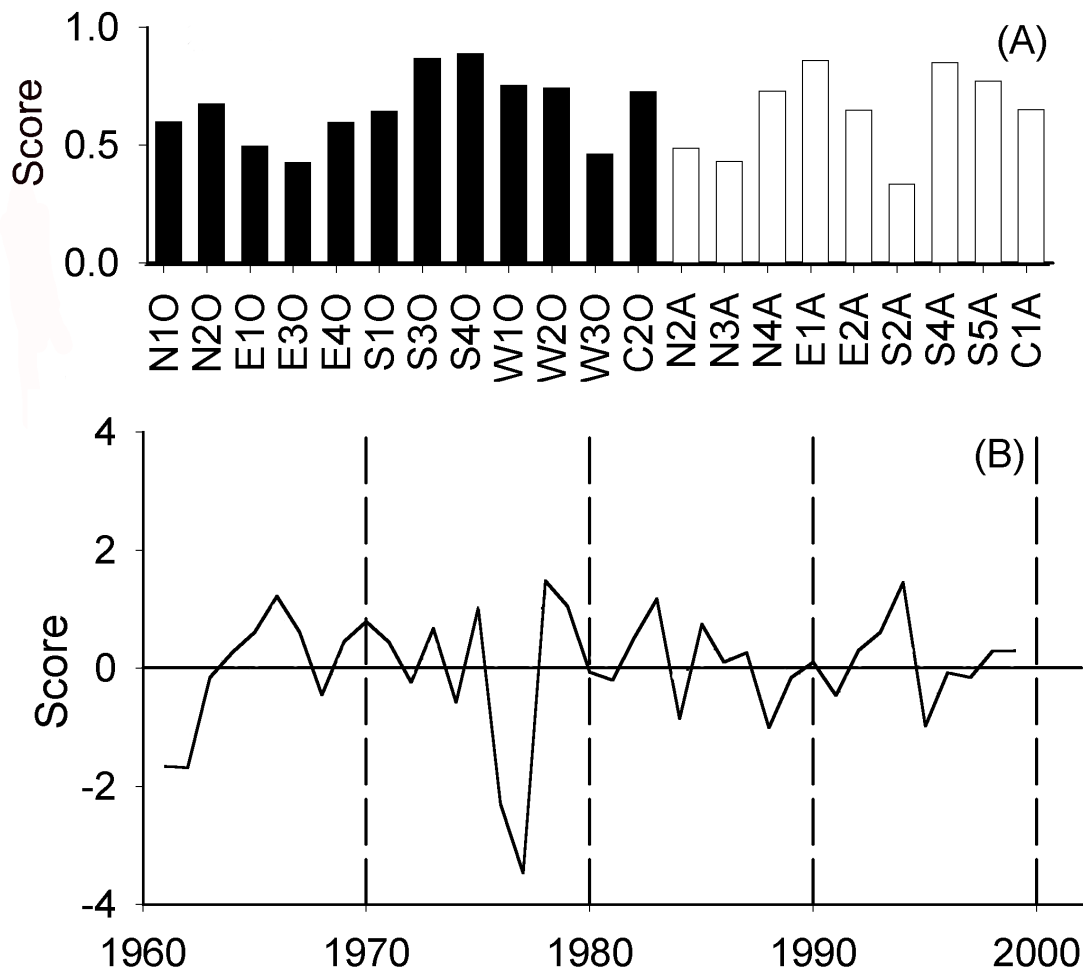 (A)
Score
1.0
0.5
0.0
N1O N2O E1O E3O E4O S1O S3O S4O W1O W2O W3O C2O N2A N3A N4A E1A E2A S2A S4A S5A C1A
(B)
Score
4
2
0
-2
-4
1960 1970 1980 1990 2000